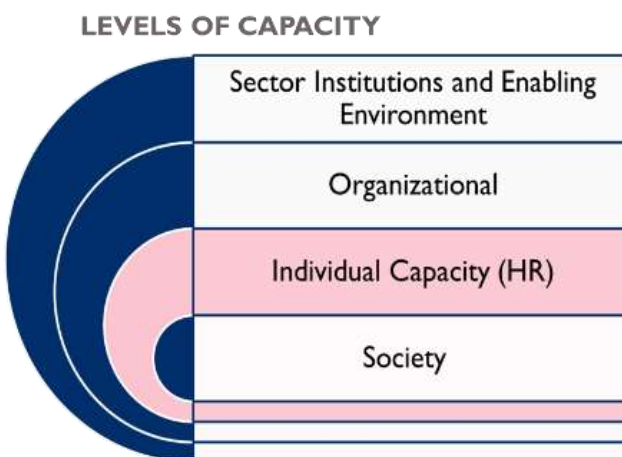 LEVELS OF CAPACITY
Sector Institutions and Enabling
Environment
Organizational
Individual Capacity (HR)
Society